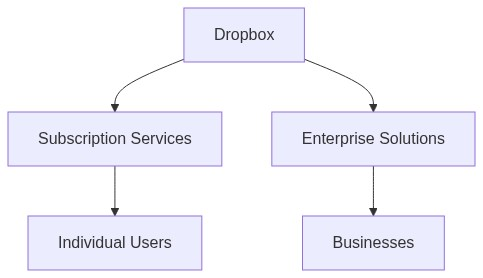 Dropbox
Subscription Services
Enterprise Solutions
Individual Users
Businesses